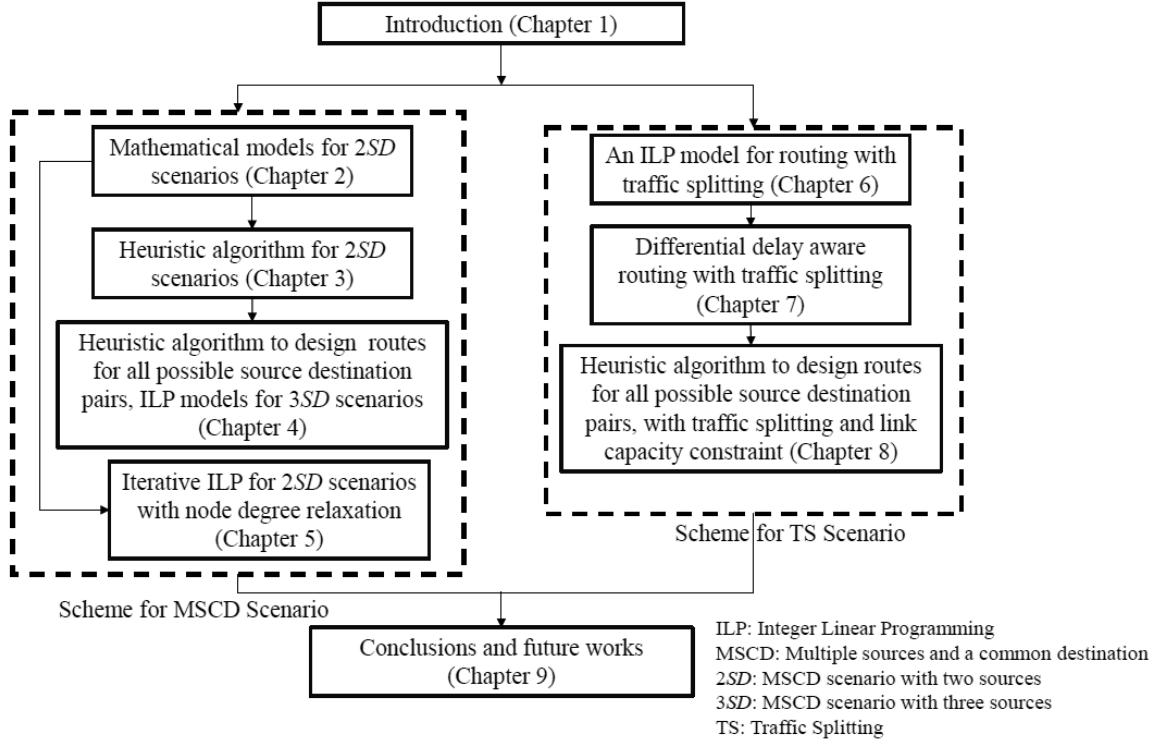 Introduction (Chapter 1)
Mathematical models for 2SD
scenarios (Chapter 2)
Heuristic algorithm for 2SD
scenarios (Chapter 3)
Heuristic algorithm to design routes
for all possible source destination
pairs, ILP models for 3SD scenarios
(Chapter 4)
Iterative ILP for 2SD scenarios
with node degree relaxation
(Chapter 5)
Scheme for MSCD Scenario
An ILP model for routing with
traffic splitting (Chapter 6)
Differential delay aware
routing with traffic splitting
(Chapter 7)
Heuristic algorithm to design routes
for all possible source destination
pairs, with traffic splitting and link
capacity constraint (Chapter 8)
Scheme for TS Scenario
Conclusions and future works
(Chapter 9)
ILP: Integer Linear Programming
MSCD: Multiple sources and a common destination
2SD: MSCD scenario with two sources
3SD: MSCD scenario with three sources
TS: Traffic Splitting